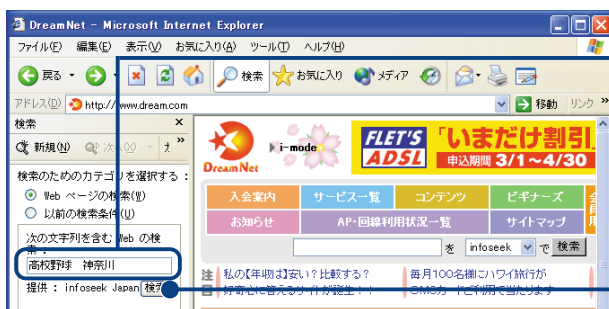 DreamNet - Microsoft Internet Explorer
ファイル(F) 編集(E) 表示(V) お気に入り(A) ツール(T) ヘルプ(H)
戻る 検索 お気に入り メディア
アドレス(D) http://www.dream.com 移動 リンク »
検索 ×
新規(N) 次 »
検索のためのカテゴリを選択する:
Web ページの検索(W)
以前の検索条件(U)
次の文字列を含む Web の検
索:
高校野球 神奈川
提供: infoseek Japan 検索
DreamNet
i-mode
FLET'S ADSL
「いまだけ割引
申込期間 3/1~4/30
入会案内 サービス一覧 コンテンツ ビギナーズ
お知らせ AP・回線利用状況一覧 サイトマップ
会員用
を infoseek で 検索
注目
私の【年収は】安い?比較する? 毎月100名様にハワイ旅行が